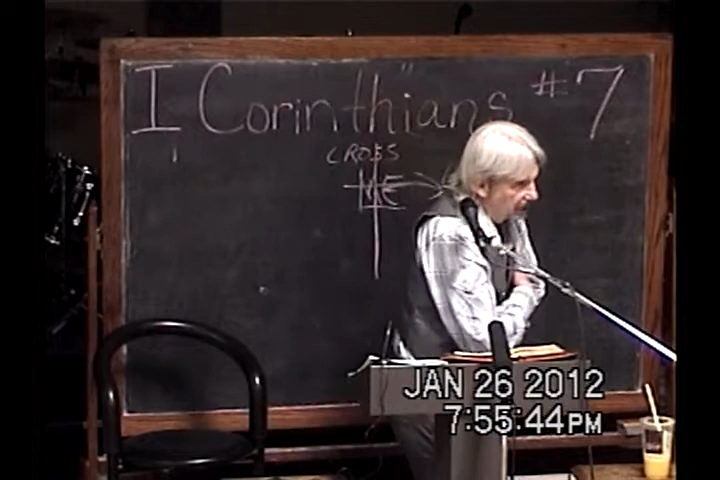 I Corinthians #7
CROSS
ME
JAN 26 2012
7:55:44PM